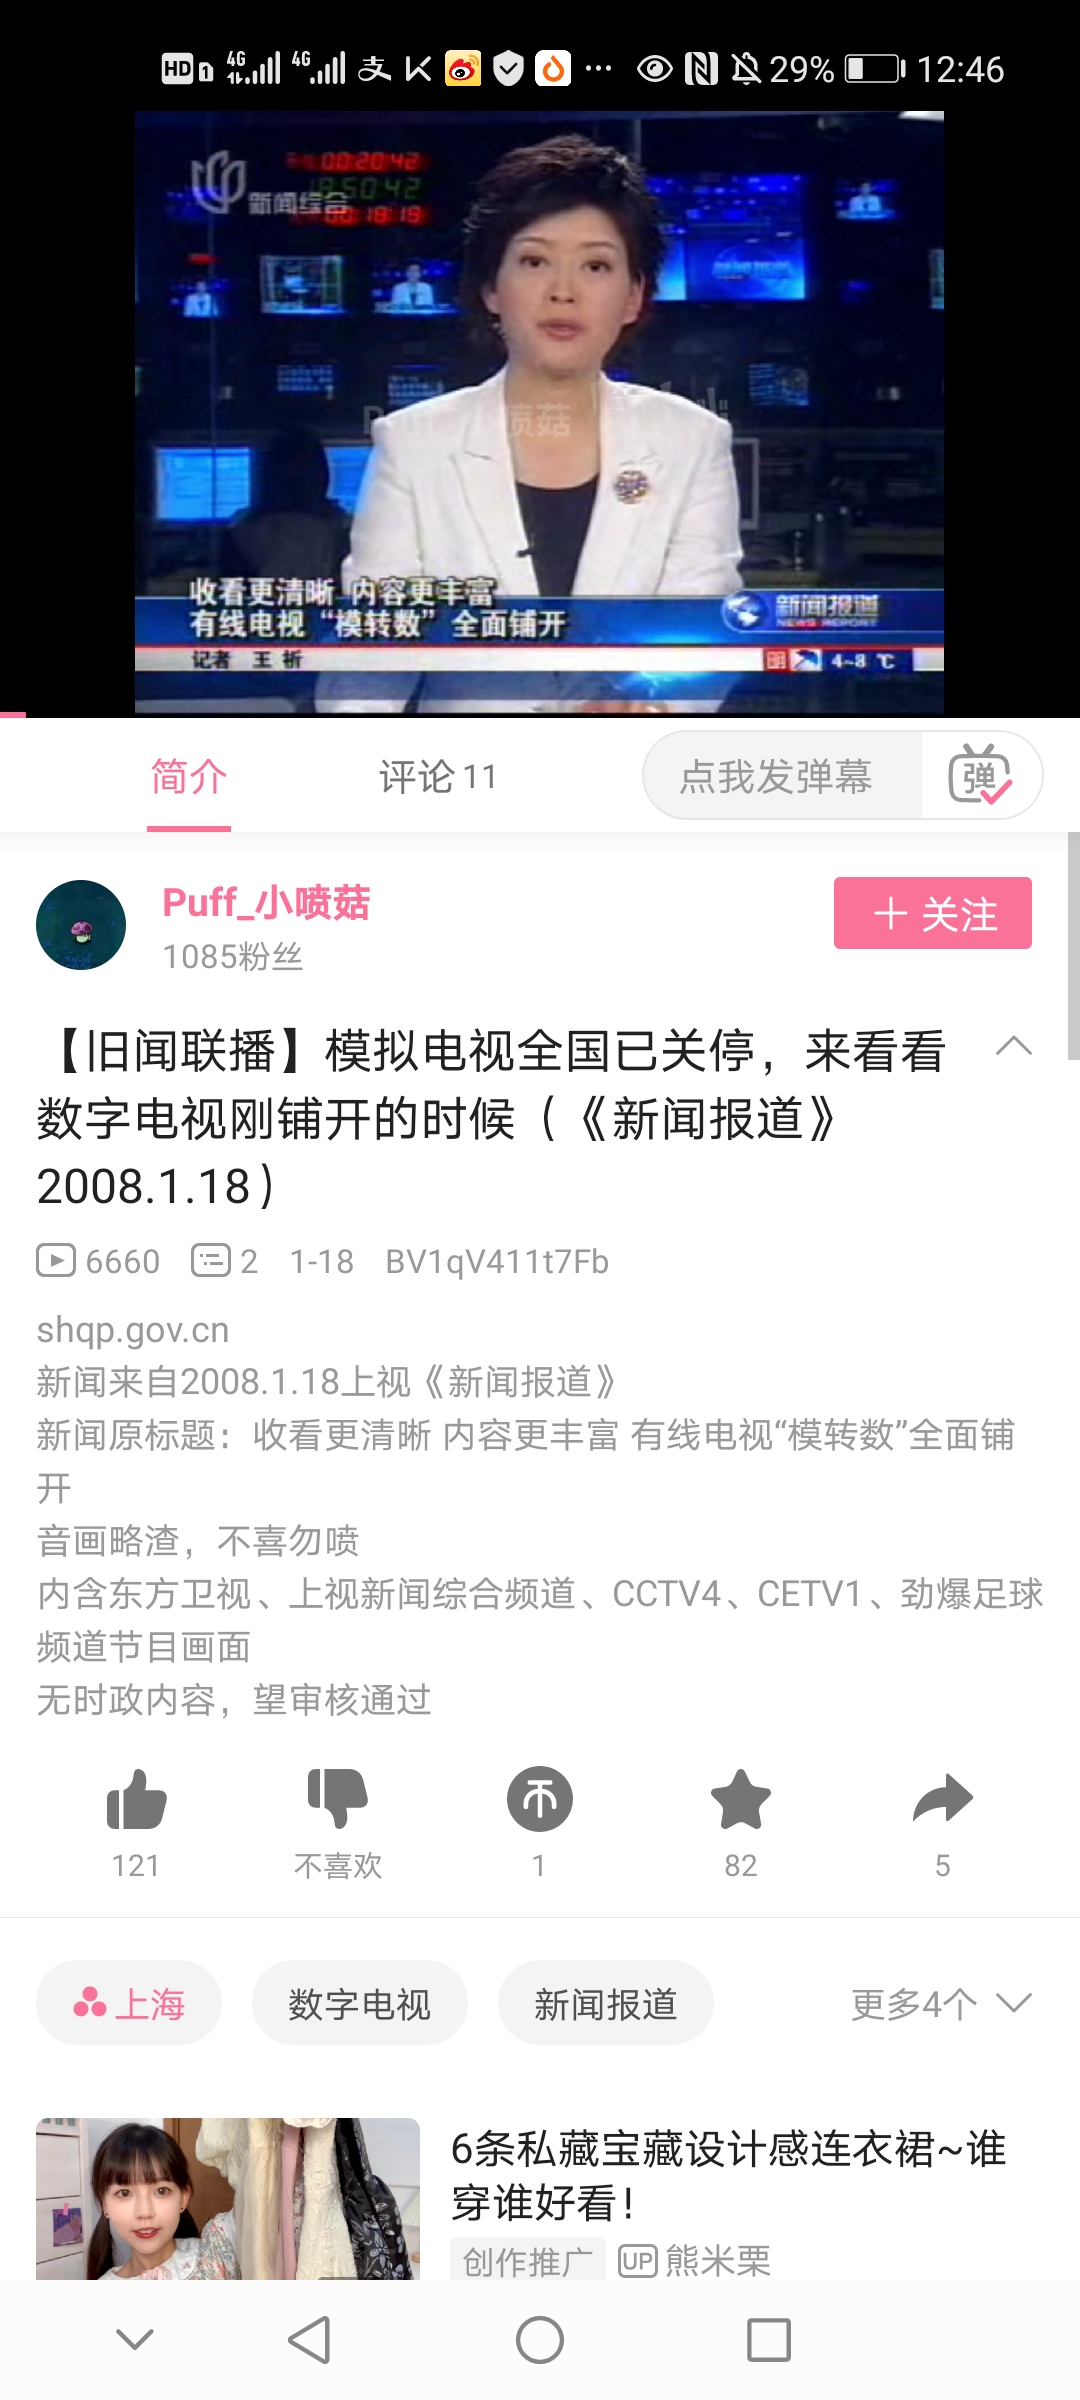 HD 1 4G 4G 支 29% 12:46
00:20:42
18:50:42
00:18:19
新闻综合
收看更清晰 内容更丰富
有线电视“模转数”全面铺开
新闻报道
NEWS REPORT
记者 王 祈
明 4~8 ℃
简介 评论 11 点我发弹幕 弹
Puff_小喷菇
1085粉丝
+ 关注
【旧闻联播】模拟电视全国已关停，来看看
数字电视刚铺开的时候（《新闻报道》
2008.1.18）
6660 2 1-18 BV1qV411t7Fb
shqp.gov.cn
新闻来自2008.1.18上视《新闻报道》
新闻原标题：收看更清晰 内容更丰富 有线电视“模转数”全面铺
开
音画略渣，不喜勿喷
内含东方卫视、上视新闻综合频道、CCTV4、CETV1、劲爆足球
频道节目画面
无时政内容，望审核通过
121 不喜欢 1 82 5
上海 数字电视 新闻报道 更多4个
6条私藏宝藏设计感连衣裙~谁
穿谁好看！
创作推广 UP 熊米栗